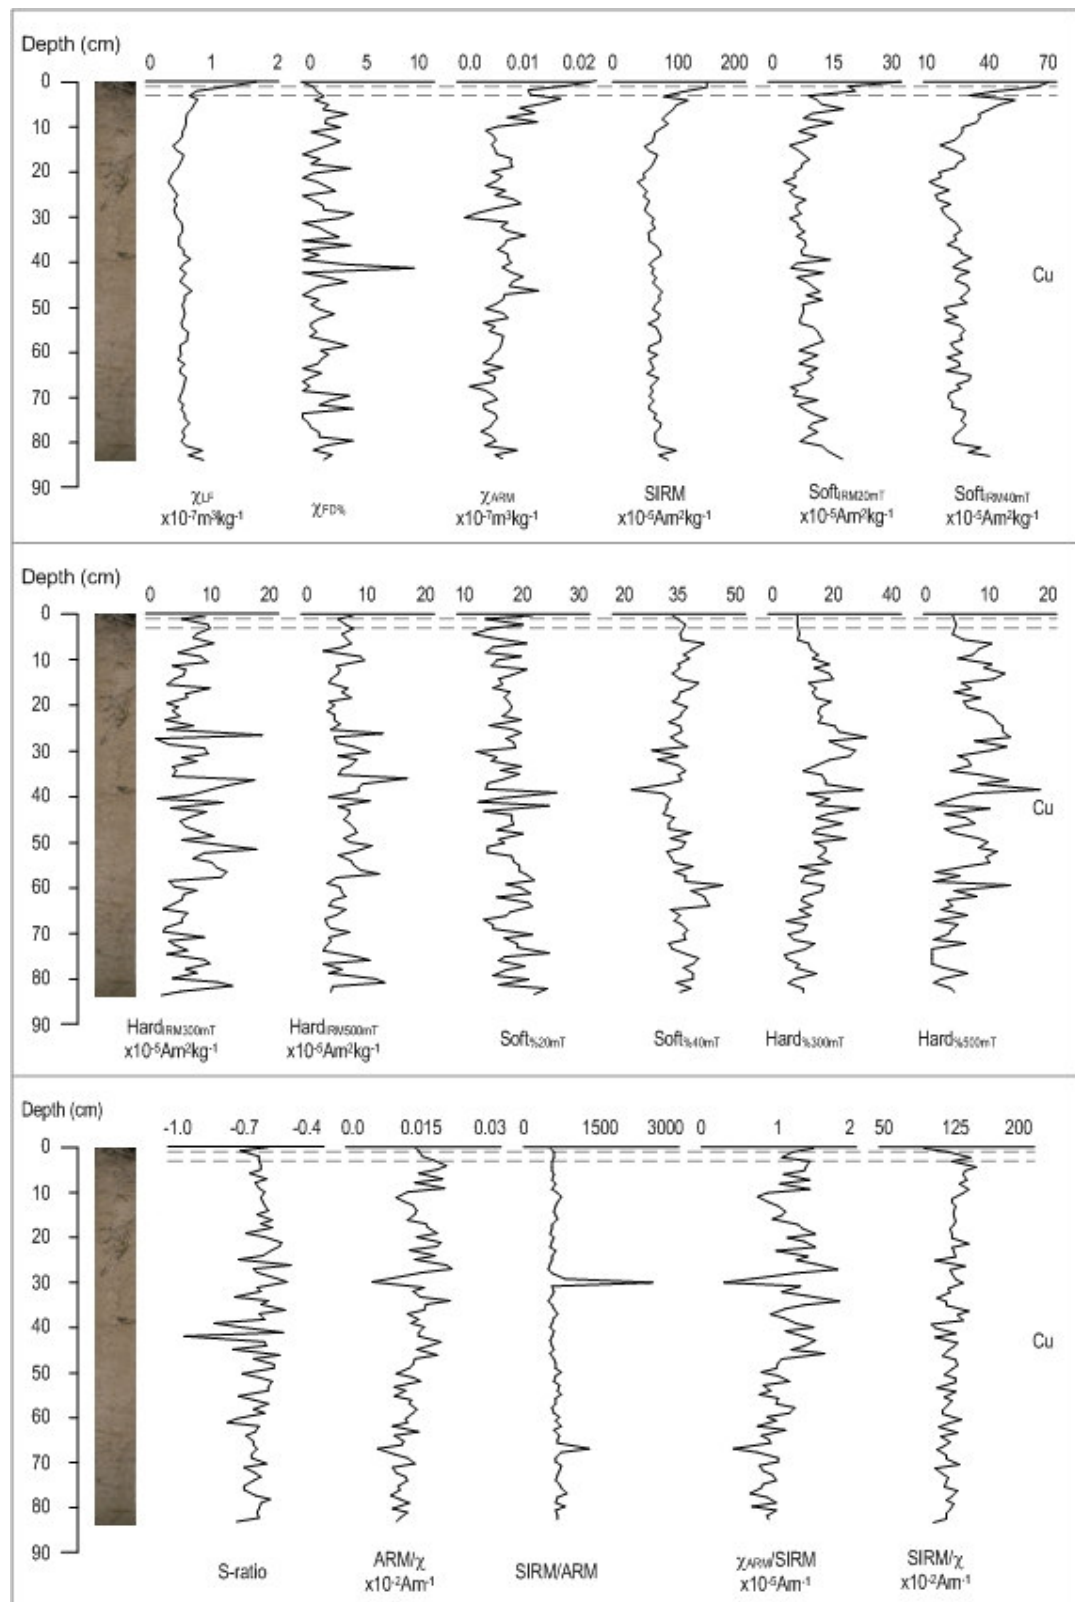 Depth (cm)
0 1 2 0 5 10 0.0 0.01 0.02 0 100 200 0 15 30 10 40 70
0
10
20
30
40
Cu
50
60
70
80
90
χLF χFD% χARM SIRM SoftIRM20mT SoftIRM40mT
x10-7m3kg-1 x10-7m3kg-1 x10-5Am2kg-1 x10-5Am2kg-1 x10-5Am2kg-1
Depth (cm)
0 10 20 0 10 20 10 20 30 20 35 50 0 20 40 0 10 20
0
10
20
30
40
Cu
50
60
70
80
90
HardIRM300mT HardIRM500mT Soft%20mT Soft%40mT Hard%300mT Hard%500mT
x10-5Am2kg-1 x10-5Am2kg-1
Depth (cm)
-1.0 -0.7 -0.4 0.0 0.015 0.03 0 1500 3000 0 1 2 50 125 200
0
10
20
30
40
Cu
50
60
70
80
90
S-ratio ARM/χ SIRM/ARM χARM/SIRM SIRM/χ
x10-2Am-1 x10-5Am-1 x10-2Am-1